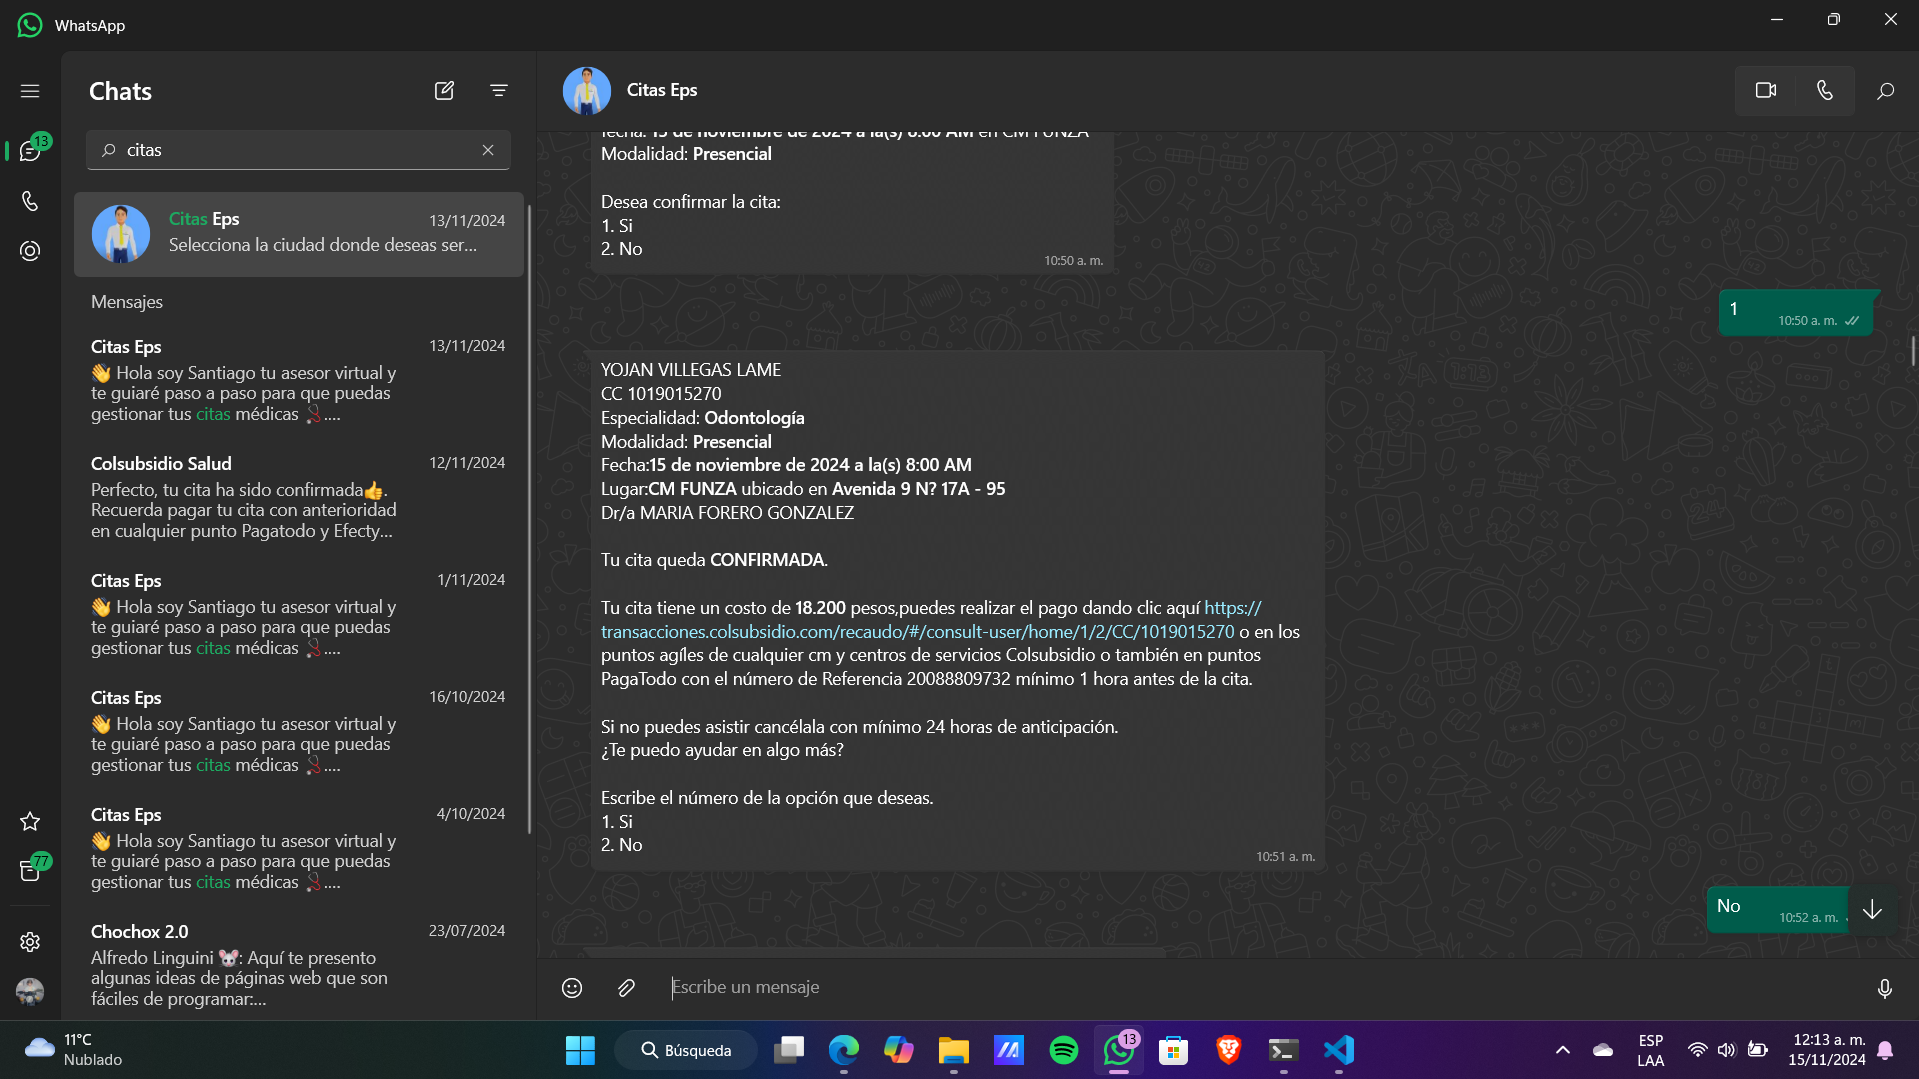 WhatsApp
Chats
13
citas
Citas Eps
13/11/2024
Selecciona la ciudad donde deseas ser...
Mensajes
Citas Eps
13/11/2024
👋 Hola soy Santiago tu asesor virtual y
te guiaré paso a paso para que puedas
gestionar tus citas médicas 🩺....
Colsubsidio Salud
12/11/2024
Perfecto, tu cita ha sido confirmada👍.
Recuerda pagar tu cita con anterioridad
en cualquier punto Pagatodo y Efecty...
Citas Eps
1/11/2024
👋 Hola soy Santiago tu asesor virtual y
te guiaré paso a paso para que puedas
gestionar tus citas médicas 🩺....
Citas Eps
16/10/2024
👋 Hola soy Santiago tu asesor virtual y
te guiaré paso a paso para que puedas
gestionar tus citas médicas 🩺....
Citas Eps
4/10/2024
👋 Hola soy Santiago tu asesor virtual y
te guiaré paso a paso para que puedas
gestionar tus citas médicas 🩺....
77
Chochox 2.0
23/07/2024
Alfredo Linguini 🐭: Aquí te presento
algunas ideas de páginas web que son
fáciles de programar:...
Citas Eps
fecha: 15 de noviembre de 2024 a la(s) 8:00 AM en CM FUNZA
Modalidad: Presencial
Desea confirmar la cita:
1. Si
2. No
10:50 a. m.
1
10:50 a. m.
YOJAN VILLEGAS LAME
CC 1019015270
Especialidad: Odontología
Modalidad: Presencial
Fecha:15 de noviembre de 2024 a la(s) 8:00 AM
Lugar:CM FUNZA ubicado en Avenida 9 N? 17A - 95
Dr/a MARIA FORERO GONZALEZ
Tu cita queda CONFIRMADA.
Tu cita tiene un costo de 18.200 pesos,puedes realizar el pago dando clic aquí https://
transacciones.colsubsidio.com/recaudo/#/consult-user/home/1/2/CC/1019015270 o en los
puntos agíles de cualquier cm y centros de servicios Colsubsidio o también en puntos
PagaTodo con el número de Referencia 20088809732 mínimo 1 hora antes de la cita.
Si no puedes asistir cancélala con mínimo 24 horas de anticipación.
¿Te puedo ayudar en algo más?
Escribe el número de la opción que deseas.
1. Si
2. No
10:51 a. m.
No
10:52 a. m.
Escribe un mensaje
11°C
Nublado
Búsqueda
13
ESP
LAA
12:13 a. m.
15/11/2024